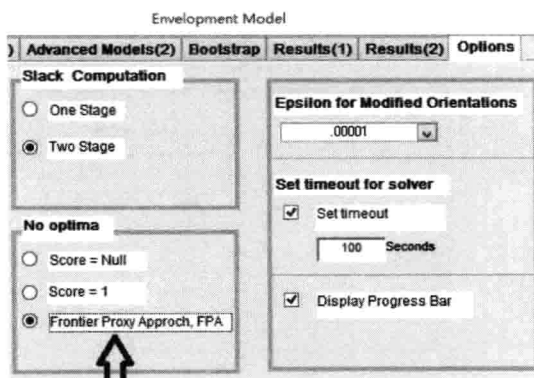 Envelopment Model
) Advanced Models(2) Bootstrap Results(1) Results(2) Options
Slack Computation
One Stage
Two Stage
No optima
Score = Null
Score = 1
Frontier Proxy Approch, FPA
Epsilon for Modified Orientations
.00001
Set timeout for solver
Set timeout
100 Seconds
Display Progress Bar